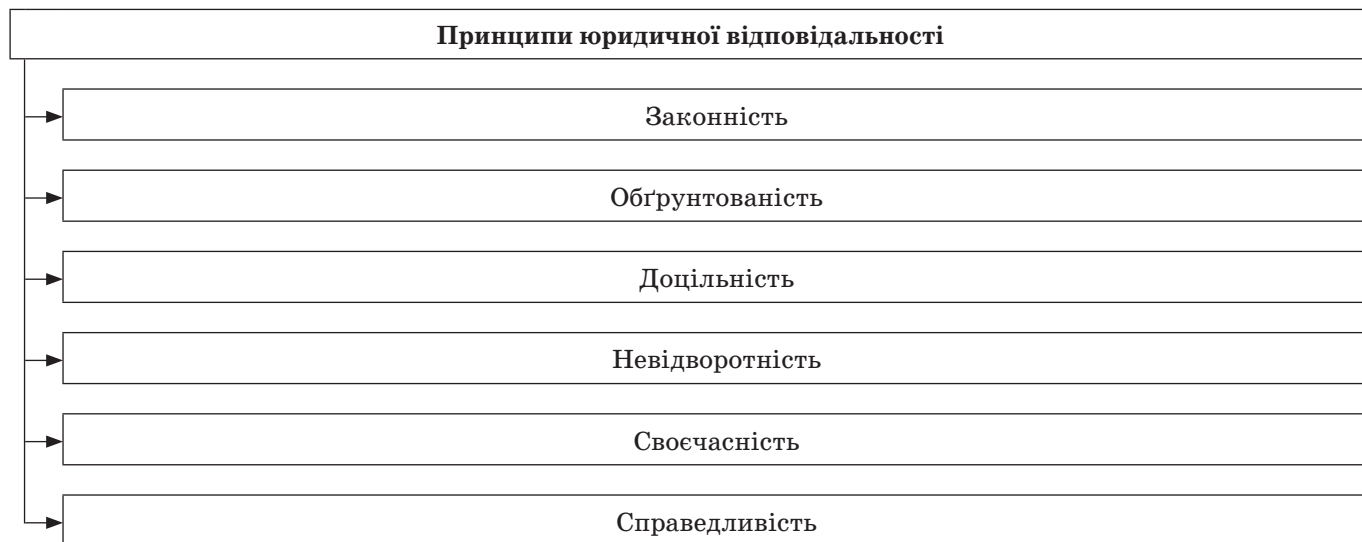 Принципи юридичної відповідальності
Законність
Обґрунтованість
Доцільність
Невідворотність
Своєчасність
Справедливість